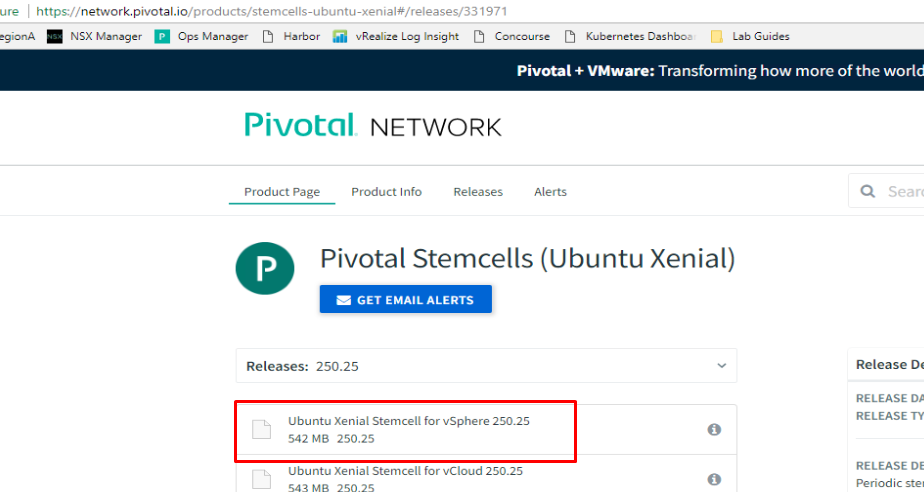 ure https://network.pivotal.io/products/stemcells-ubuntu-xenial#/releases/331971
egionA NSX NSX Manager P Ops Manager Harbor vRealize Log Insight Concourse Kubernetes Dashboa Lab Guides
Pivotal + VMware: Transforming how more of the world
Pivotal. NETWORK
Product Page Product Info Releases Alerts Sear
P Pivotal Stemcells (Ubuntu Xenial)
GET EMAIL ALERTS
Releases: 250.25 Release De
Ubuntu Xenial Stemcell for vSphere 250.25 RELEASE DA
542 MB 250.25 RELEASE TY
Ubuntu Xenial Stemcell for vCloud 250.25 RELEASE DE
543 MB 250.25 Periodic ste